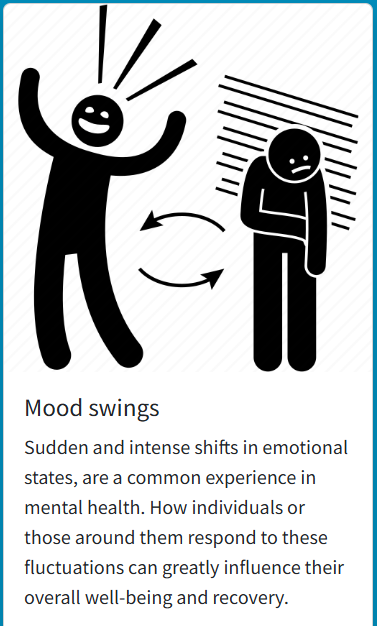 Mood swings
Sudden and intense shifts in emotional
states, are a common experience in
mental health. How individuals or
those around them respond to these
fluctuations can greatly influence their
overall well-being and recovery.